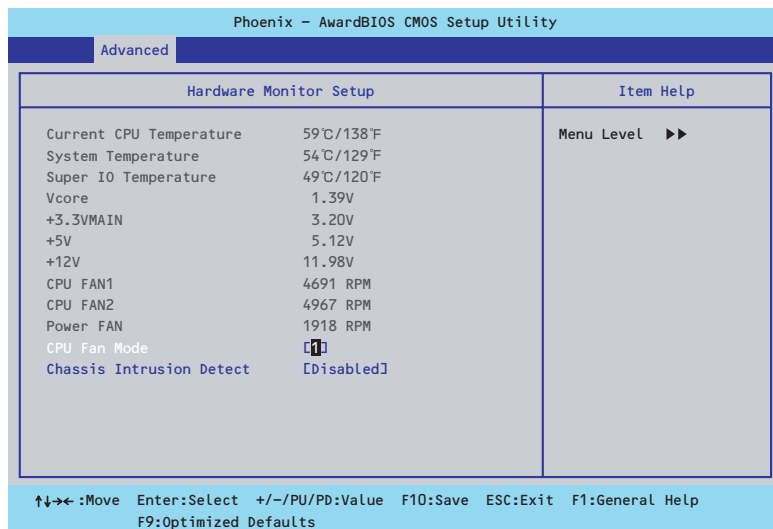 Phoenix - AwardBIOS CMOS Setup Utility
Advanced
Hardware Monitor Setup
Item Help
Current CPU Temperature 59℃/138℉
Menu Level ▶▶
System Temperature 54℃/129℉
Super IO Temperature 49℃/120℉
Vcore 1.39V
+3.3VMAIN 3.20V
+5V 5.12V
+12V 11.98V
CPU FAN1 4691 RPM
CPU FAN2 4967 RPM
Power FAN 1918 RPM
CPU Fan Mode [1]
Chassis Intrusion Detect [Disabled]
↑↓→← :Move Enter:Select +/-/PU/PD:Value F10:Save ESC:Exit F1:General Help
F9:Optimized Defaults